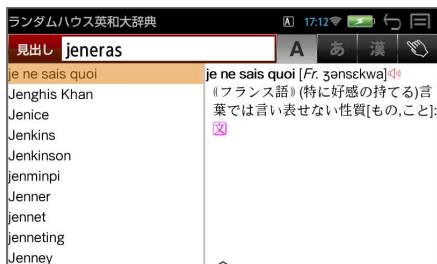 ランダムハウス英和大辞典
A 17:12
見出し jeneras A あ 漢
je ne sais quoi
Jenghis Khan
Jenice
Jenkins
Jenkinson
jenminpi
Jenner
jennet
jenneting
Jenney
je ne sais quoi [Fr. ʒənsɛkwa]
⸨フランス語⸩ (特に好感の持てる)言
葉では言い表せない性質[もの,こと]:
文